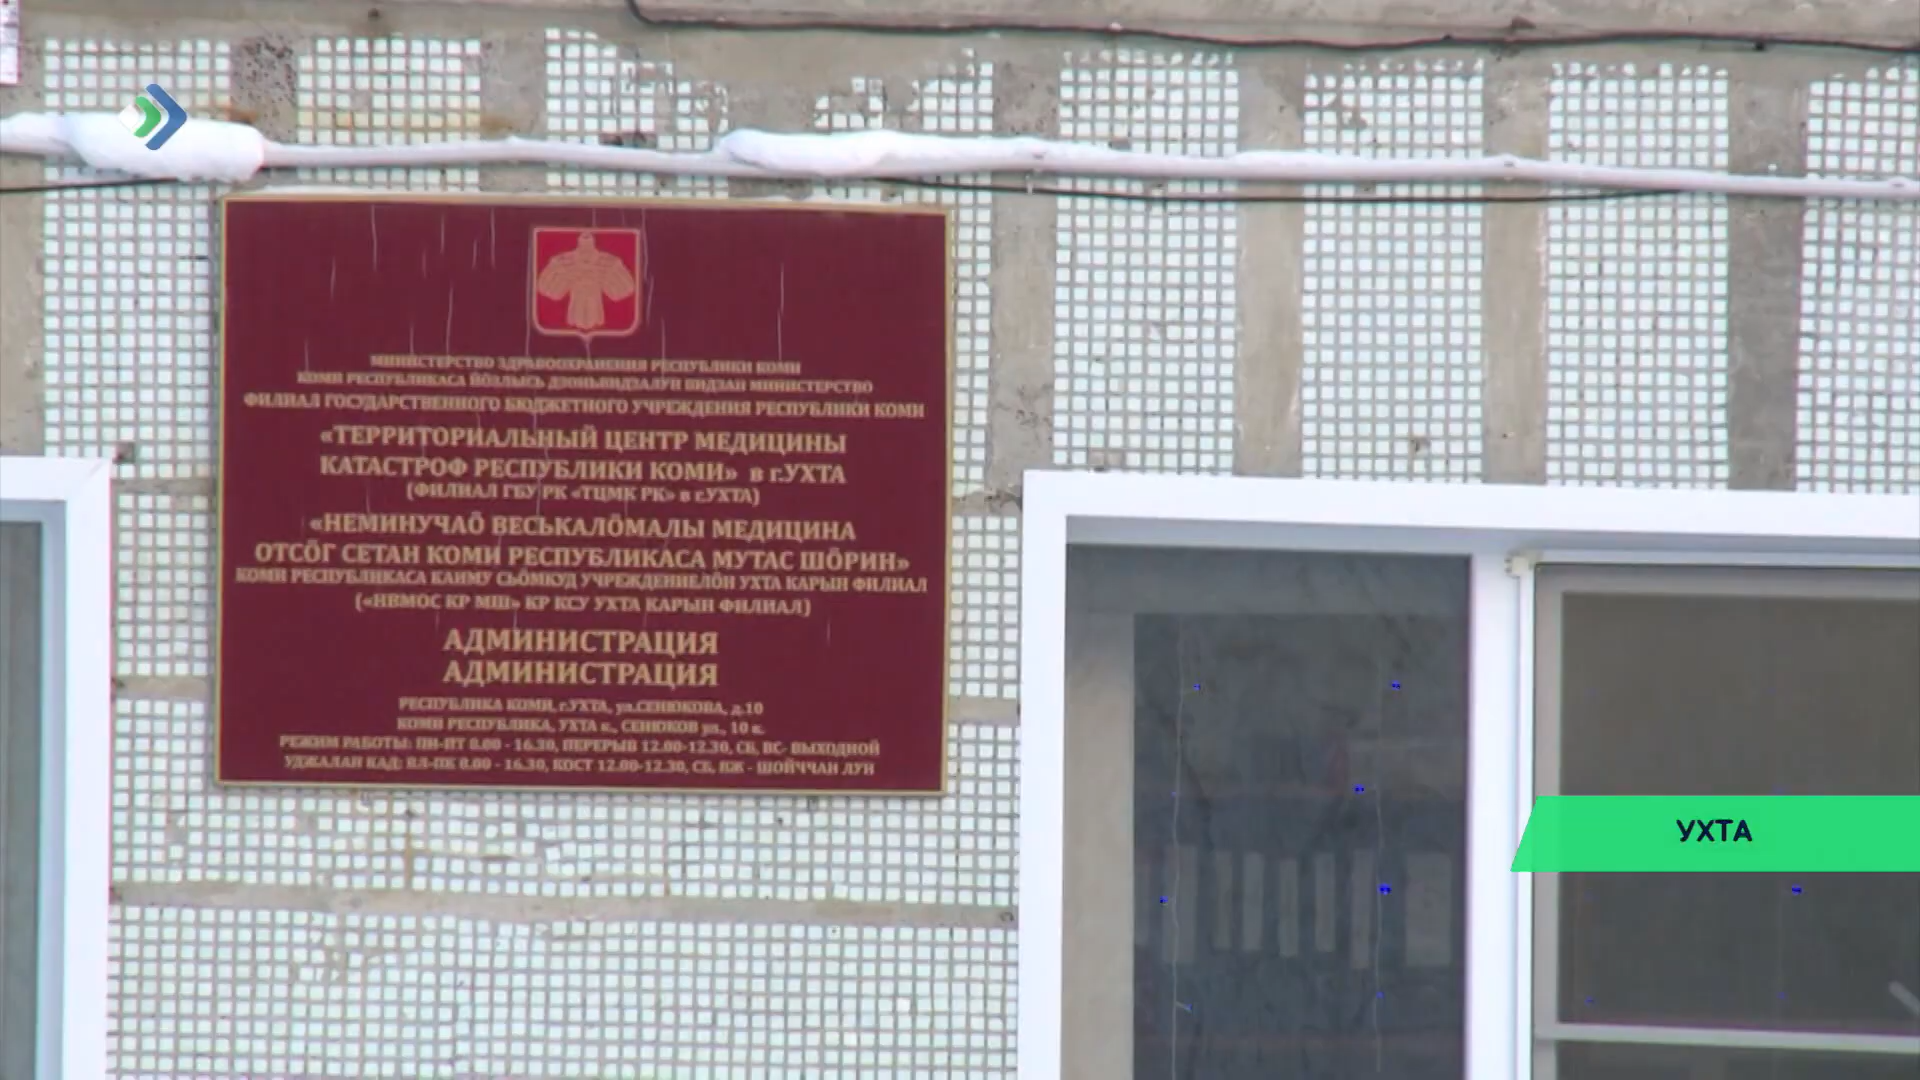 МИНИСТЕРСТВО ЗДРАВООХРАНЕНИЯ РЕСПУБЛИКИ КОМИ
КОМИ РЕСПУБЛИКАСА ЙӦЗЛЫСЬ ДЗОНЬВИДЗАЛУН ВИДЗАН МИНИСТЕРСТВО
ФИЛИАЛ ГОСУДАРСТВЕННОГО БЮДЖЕТНОГО УЧРЕЖДЕНИЯ РЕСПУБЛИКИ КОМИ
«ТЕРРИТОРИАЛЬНЫЙ ЦЕНТР МЕДИЦИНЫ
КАТАСТРОФ РЕСПУБЛИКИ КОМИ» в г.УХТА
(ФИЛИАЛ ГБУ РК «ТЦМК РК» в г.УХТА)
«НЕМИНУЧАӦ ВЕСЬКАЛӦМАЛЫ МЕДИЦИНА
ОТСӦГ СЕТАН КОМИ РЕСПУБЛИКАСА МУТАС ШӦРИН»
КОМИ РЕСПУБЛИКАСА КАНМУ СЬӦМКУД УЧРЕЖДЕНИЕЛӦН УХТА КАРЫН ФИЛИАЛ
(«НВМОС КР МШ» КР КСУ УХТА КАРЫН ФИЛИАЛ)
АДМИНИСТРАЦИЯ
АДМИНИСТРАЦИЯ
РЕСПУБЛИКА КОМИ, г.УХТА, ул.СЕНЮКОВА, д.10
КОМИ РЕСПУБЛИКА, УХТА к., СЕНЮКОВ ул., 10 к.
РЕЖИМ РАБОТЫ: ПН-ПТ 8.00 - 16.30, ПЕРЕРЫВ 12.00-12.30, СБ, ВС- ВЫХОДНОЙ
УДЖАЛАН КАД: ВЛ-ПК 8.00 - 16.30, КОСТ 12.00-12.30, СБ, ВЖ - ШОЙЧЧАН ЛУН
УХТА